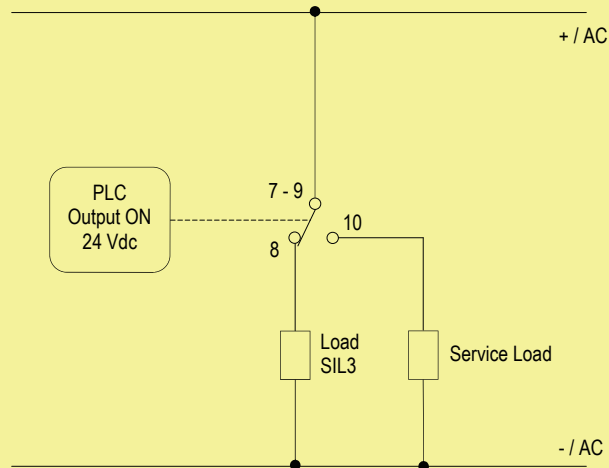 + / AC
PLC
Output ON
24 Vdc
7 - 9
8
10
Load
SIL3
Service Load
- / AC